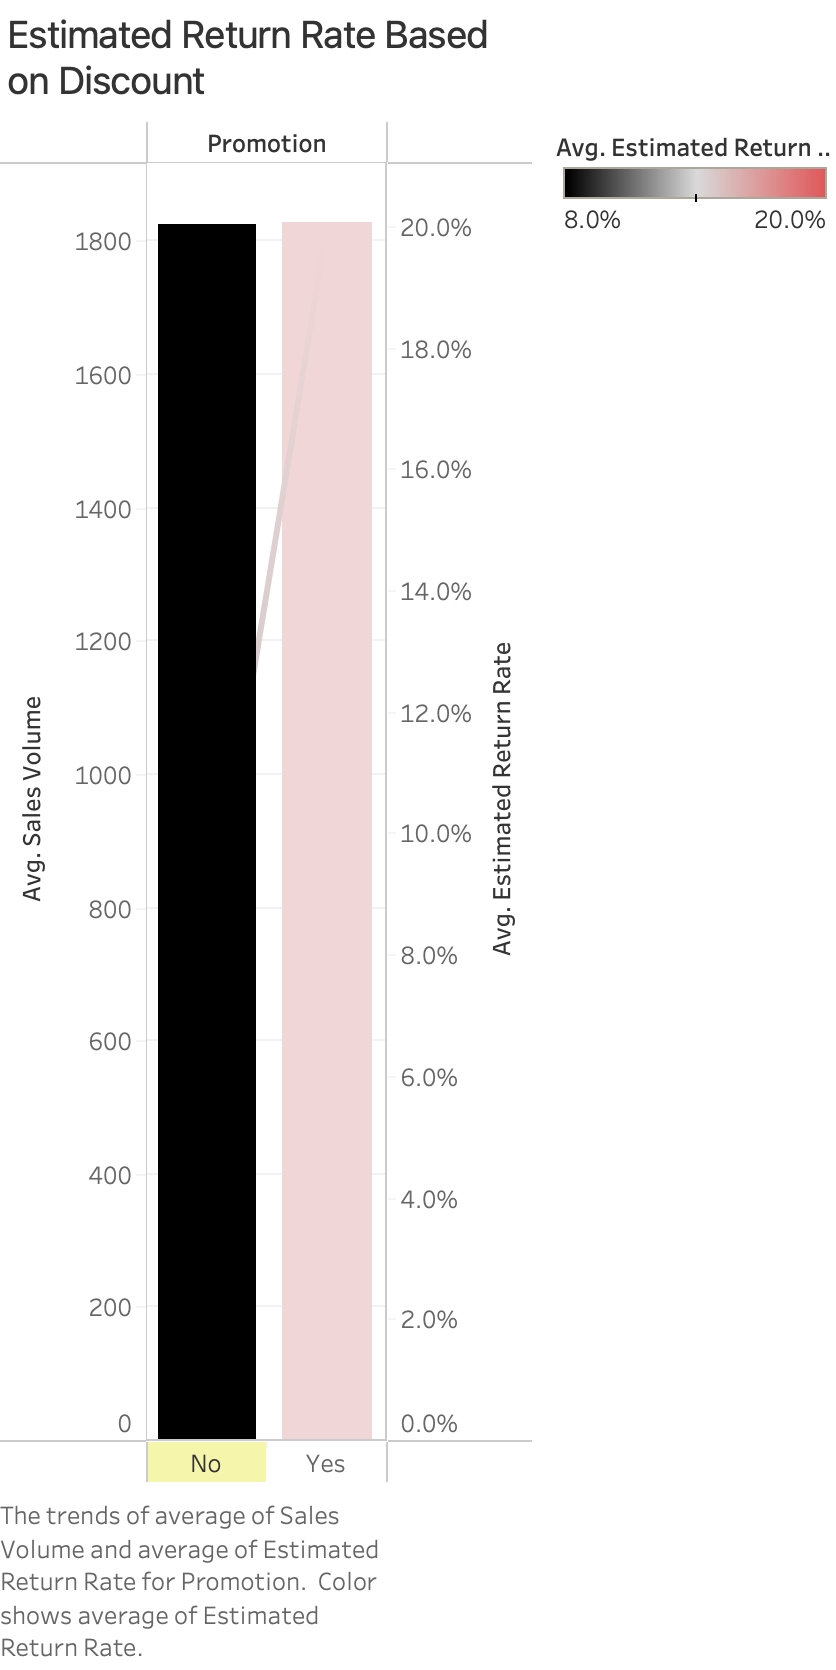 Estimated Return Rate Based
on Discount
Promotion
Avg. Estimated Return ..
8.0%
20.0%
Avg. Sales Volume
1800
1600
1400
1200
1000
800
600
400
200
0
20.0%
18.0%
16.0%
14.0%
12.0%
10.0%
8.0%
6.0%
4.0%
2.0%
0.0%
Avg. Estimated Return Rate
No
Yes
The trends of average of Sales
Volume and average of Estimated
Return Rate for Promotion.  Color
shows average of Estimated
Return Rate.